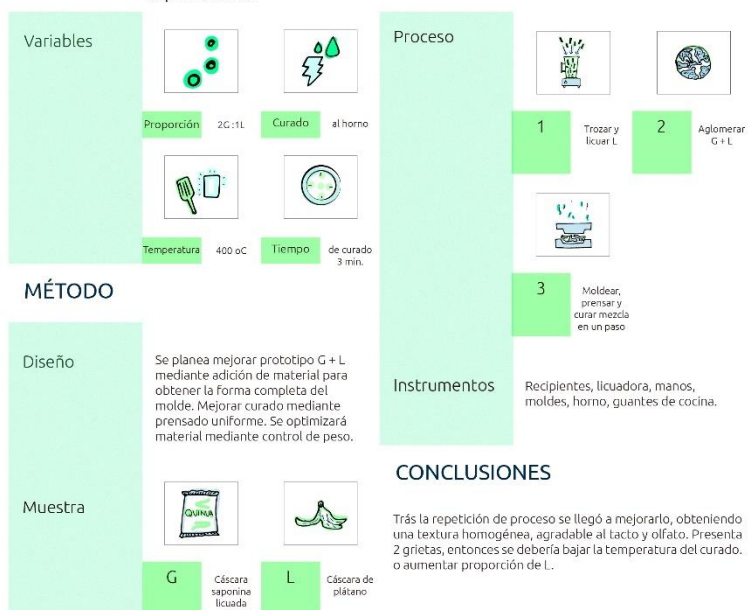 Variables
Proporción 2G :1L
Curado al horno
Temperatura 400 oC
Tiempo de curado
3 min.
MÉTODO
Diseño
Se planea mejorar prototipo G + L
mediante adición de material para
obtener la forma completa del
molde. Mejorar curado mediante
prensado uniforme. Se optimizará
material mediante control de peso.
Muestra
QUINUA
G
Cáscara
saponina
licuada
L
Cáscara de
plátano
Proceso
1
Trozar y
licuar L
2
Aglomerar
G + L
3
Moldear,
prensar y
curar mezcla
en un paso
Instrumentos
Recipientes, licuadora, manos,
moldes, horno, guantes de cocina.
CONCLUSIONES
Trás la repetición de proceso se llegó a mejorarlo, obteniendo
una textura homogénea, agradable al tacto y olfato. Presenta
2 grietas, entonces se debería bajar la temperatura del curado.
o aumentar proporción de L.